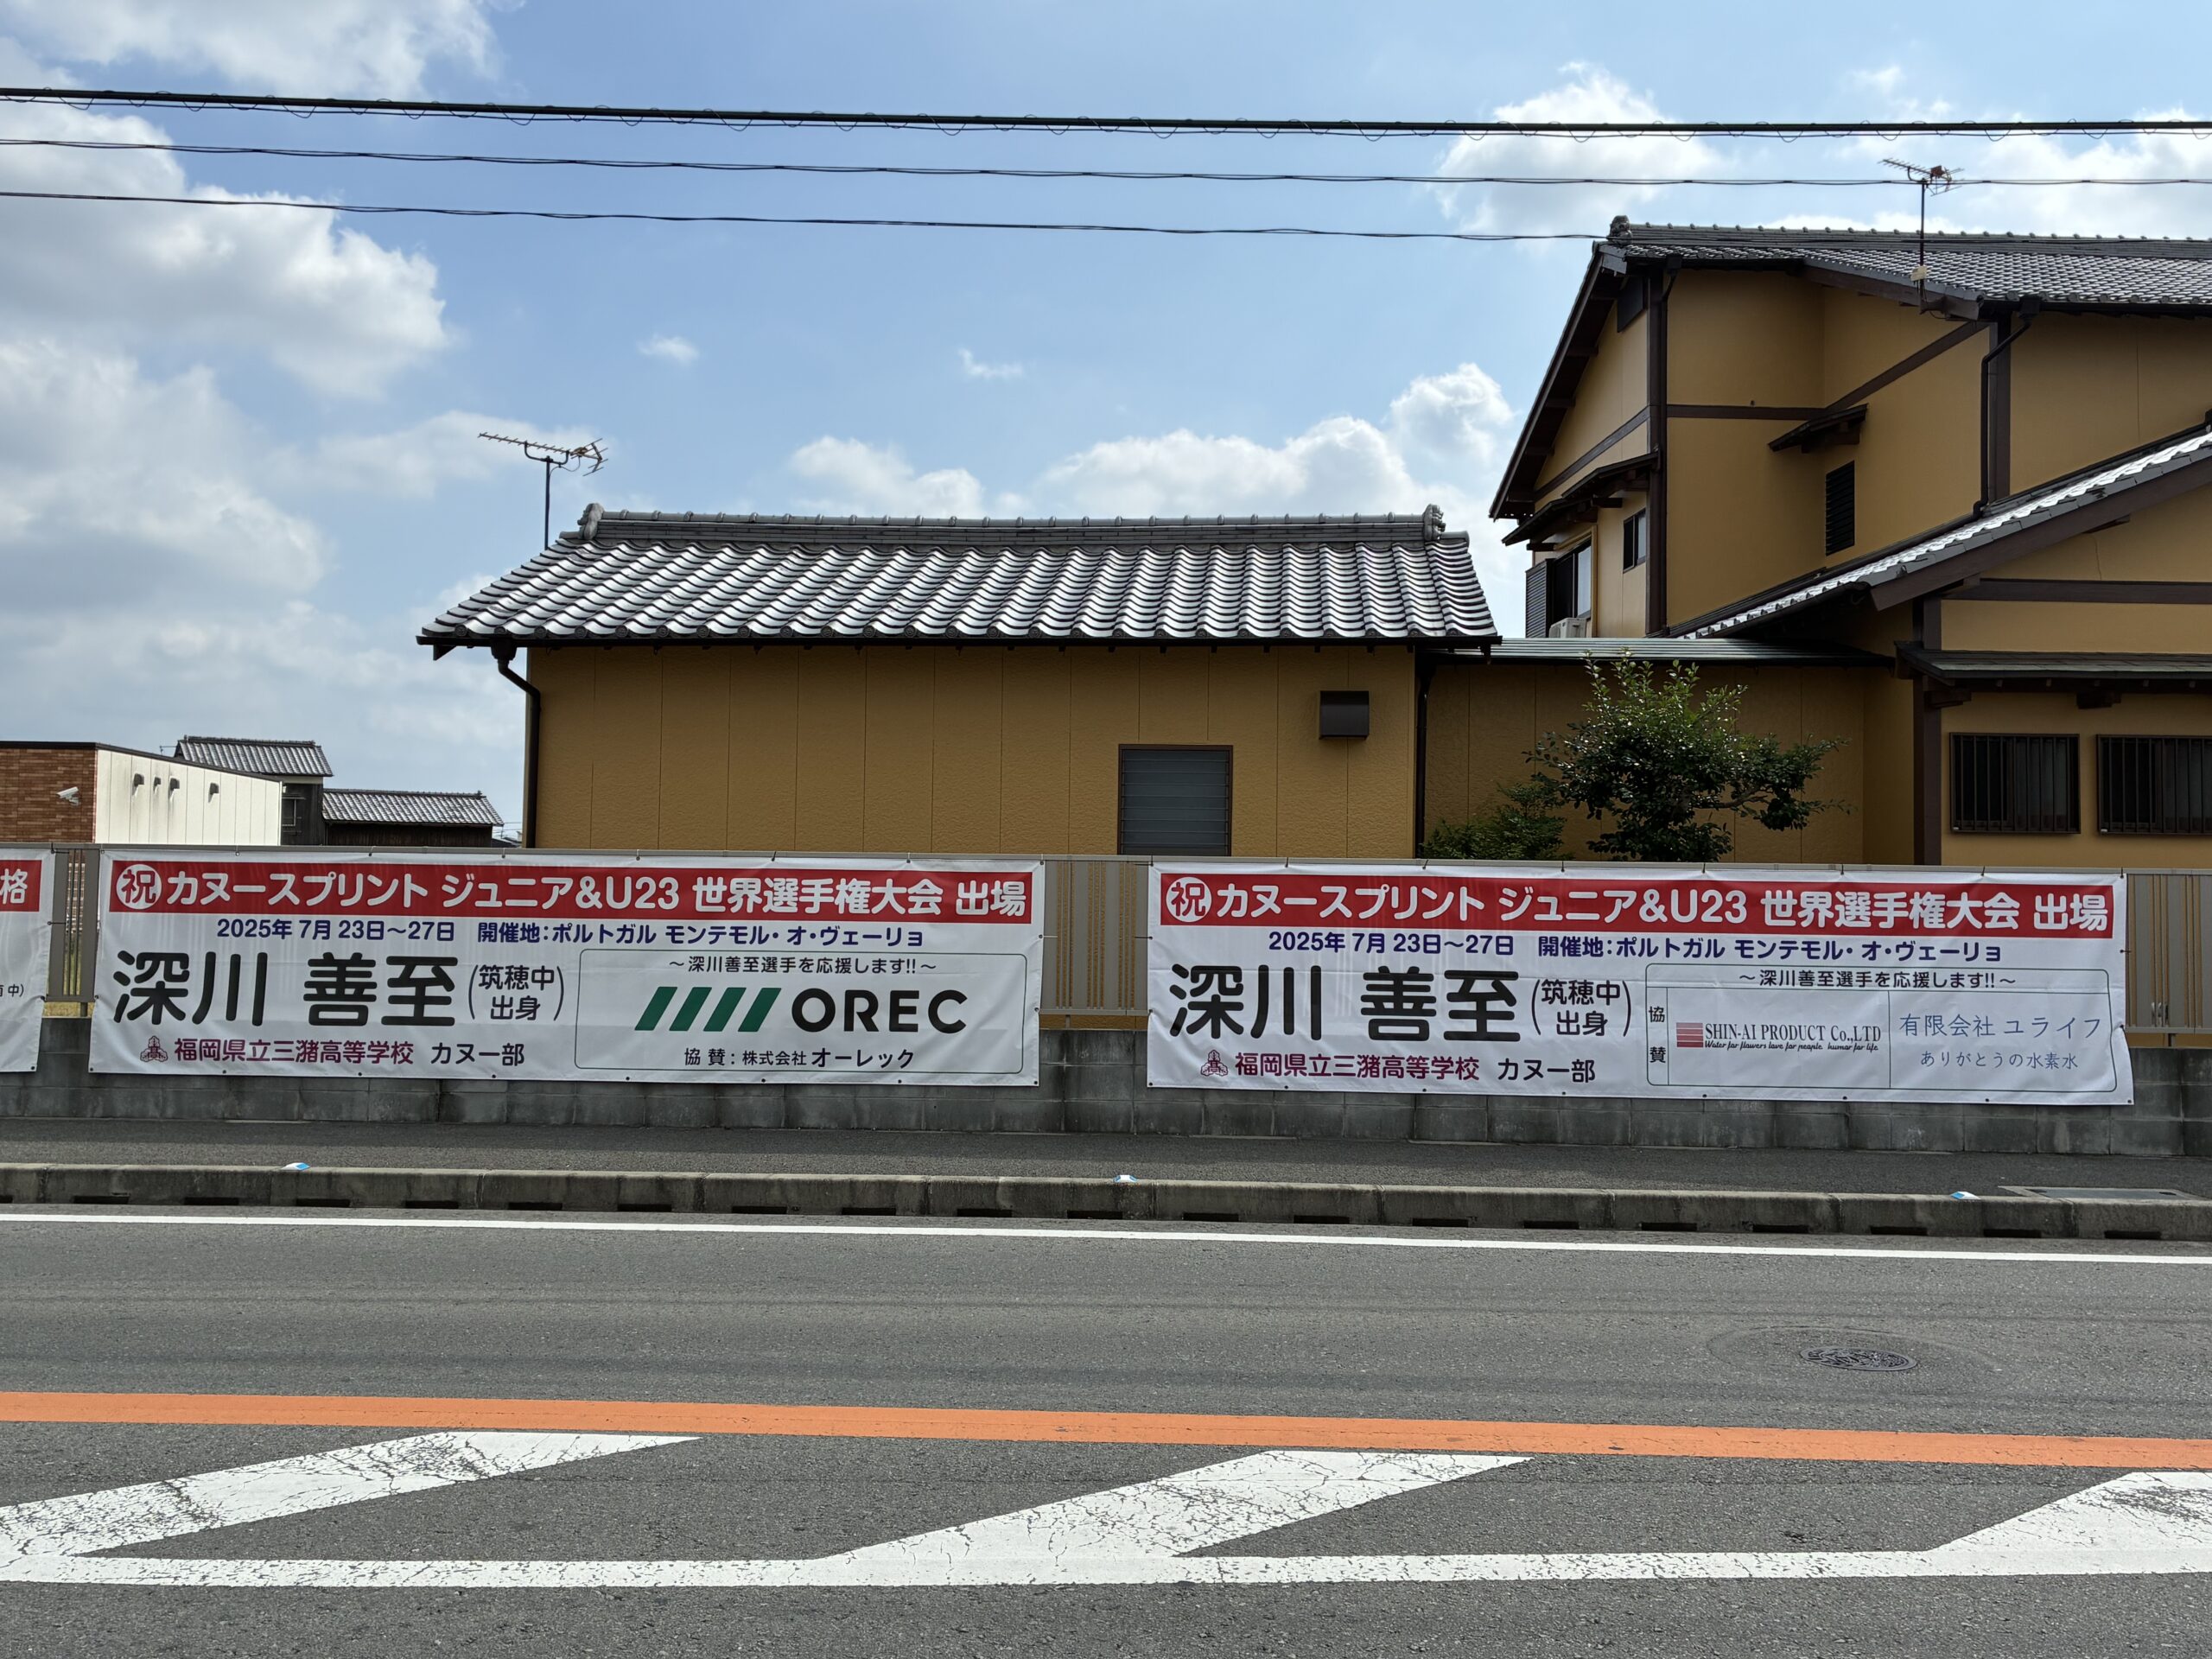 格
中)
祝 カヌースプリント ジュニア&U23 世界選手権大会 出場
2025年 7月 23日～27日 開催地:ポルトガル モンテモル・オ・ヴェーリョ
深川 善至 (筑穂中出身)
福岡県立三潴高等学校 カヌー部
～深川善至選手を応援します!!～
OREC
協賛:株式会社オーレック
祝 カヌースプリント ジュニア&U23 世界選手権大会 出場
2025年 7月 23日～27日 開催地:ポルトガル モンテモル・オ・ヴェーリョ
深川 善至 (筑穂中出身)
福岡県立三潴高等学校 カヌー部
～深川善至選手を応援します!!～
協賛
SHIN-AI PRODUCT Co.,LTD
Water for flowers love for people humor for life
有限会社 ユライフ
ありがとうの水素水